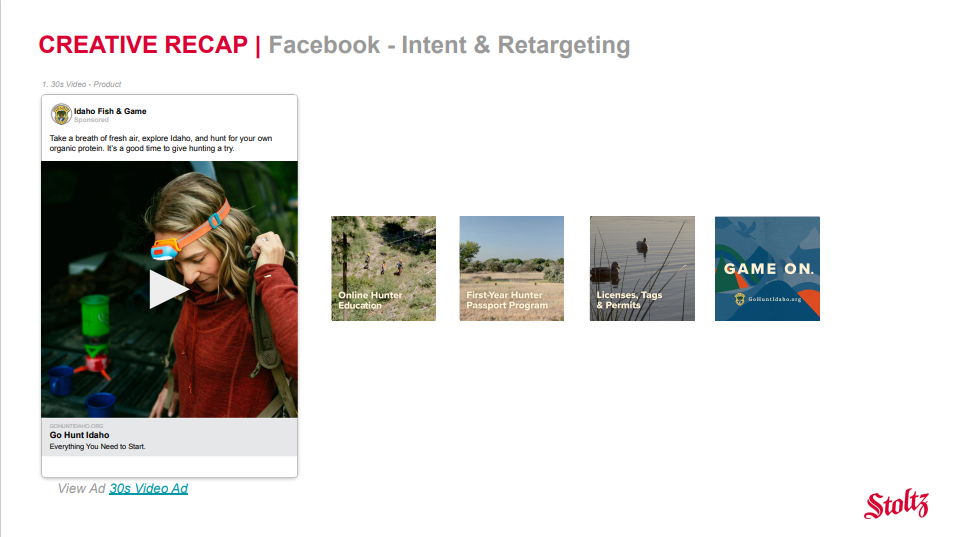 CREATIVE RECAP | Facebook - Intent & Retargeting
1. 30s Video - Product
Idaho Fish & Game
Sponsored
Take a breath of fresh air, explore Idaho, and hunt for your own
organic protein. It's a good time to give hunting a try.
GOHUNTIDAHO.ORG
Go Hunt Idaho
Everything You Need to Start.
View Ad 30s Video Ad
Online Hunter
Education
First-Year Hunter
Passport Program
Licenses, Tags
& Permits
GAME ON.
GoHuntIdaho.org
Stoltz